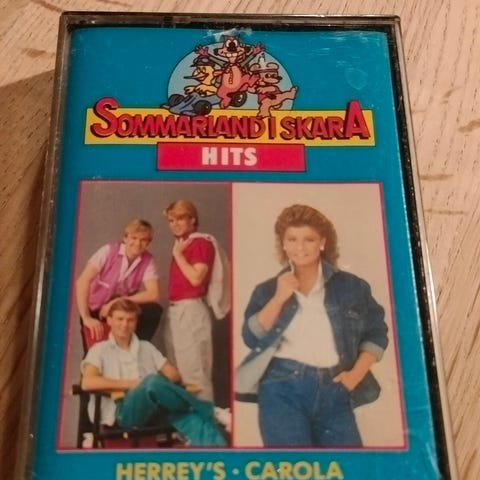 SOMMARLAND I SKARA
HITS
HERREY'S · CAROLA